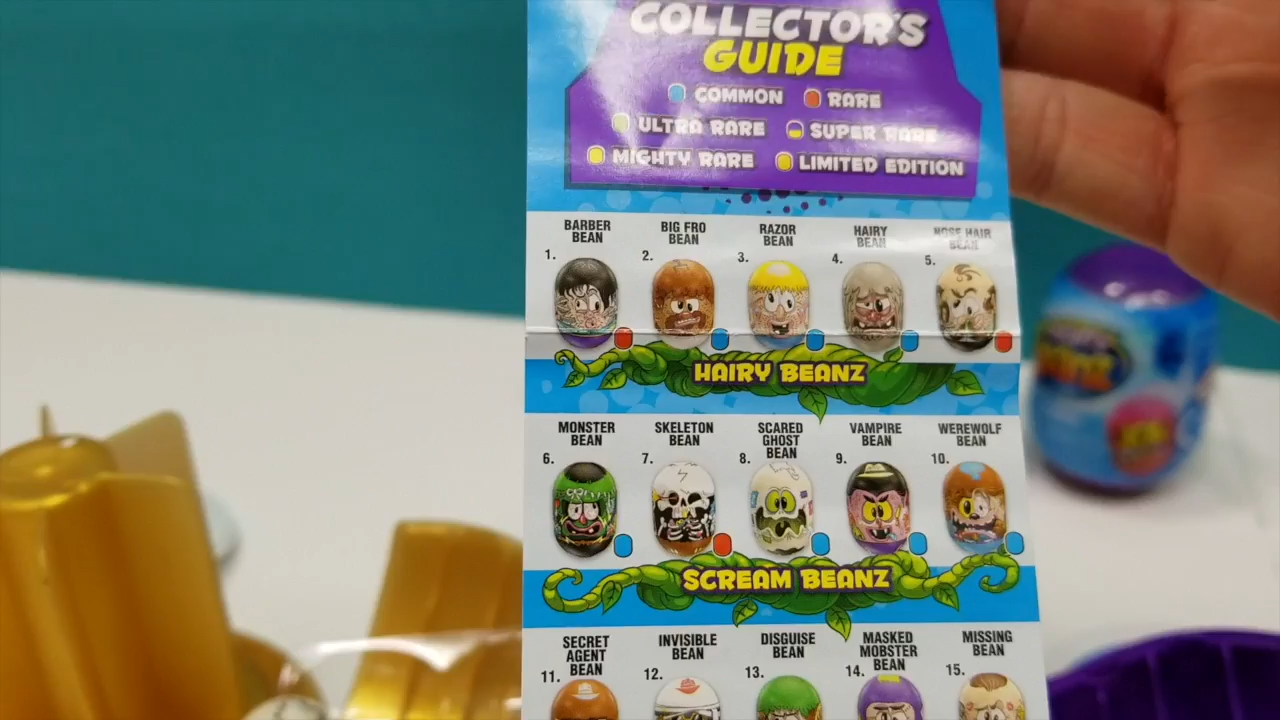 COLLECTOR'S
GUIDE
COMMON RARE
ULTRA RARE SUPER RARE
MIGHTY RARE LIMITED EDITION
BARBER BEAN
BIG FRO BEAN
RAZOR BEAN
HAIRY BEAN
NOSE HAIR BEAN
1. 2. 3. 4. 5.
HAIRY BEANZ
MONSTER BEAN
SKELETON BEAN
SCARED GHOST BEAN
VAMPIRE BEAN
WEREWOLF BEAN
6. 7. 8. 9. 10.
SCREAM BEANZ
SECRET AGENT BEAN
INVISIBLE BEAN
DISGUISE BEAN
MASKED MOBSTER BEAN
MISSING BEAN
11. 12. 13. 14. 15.